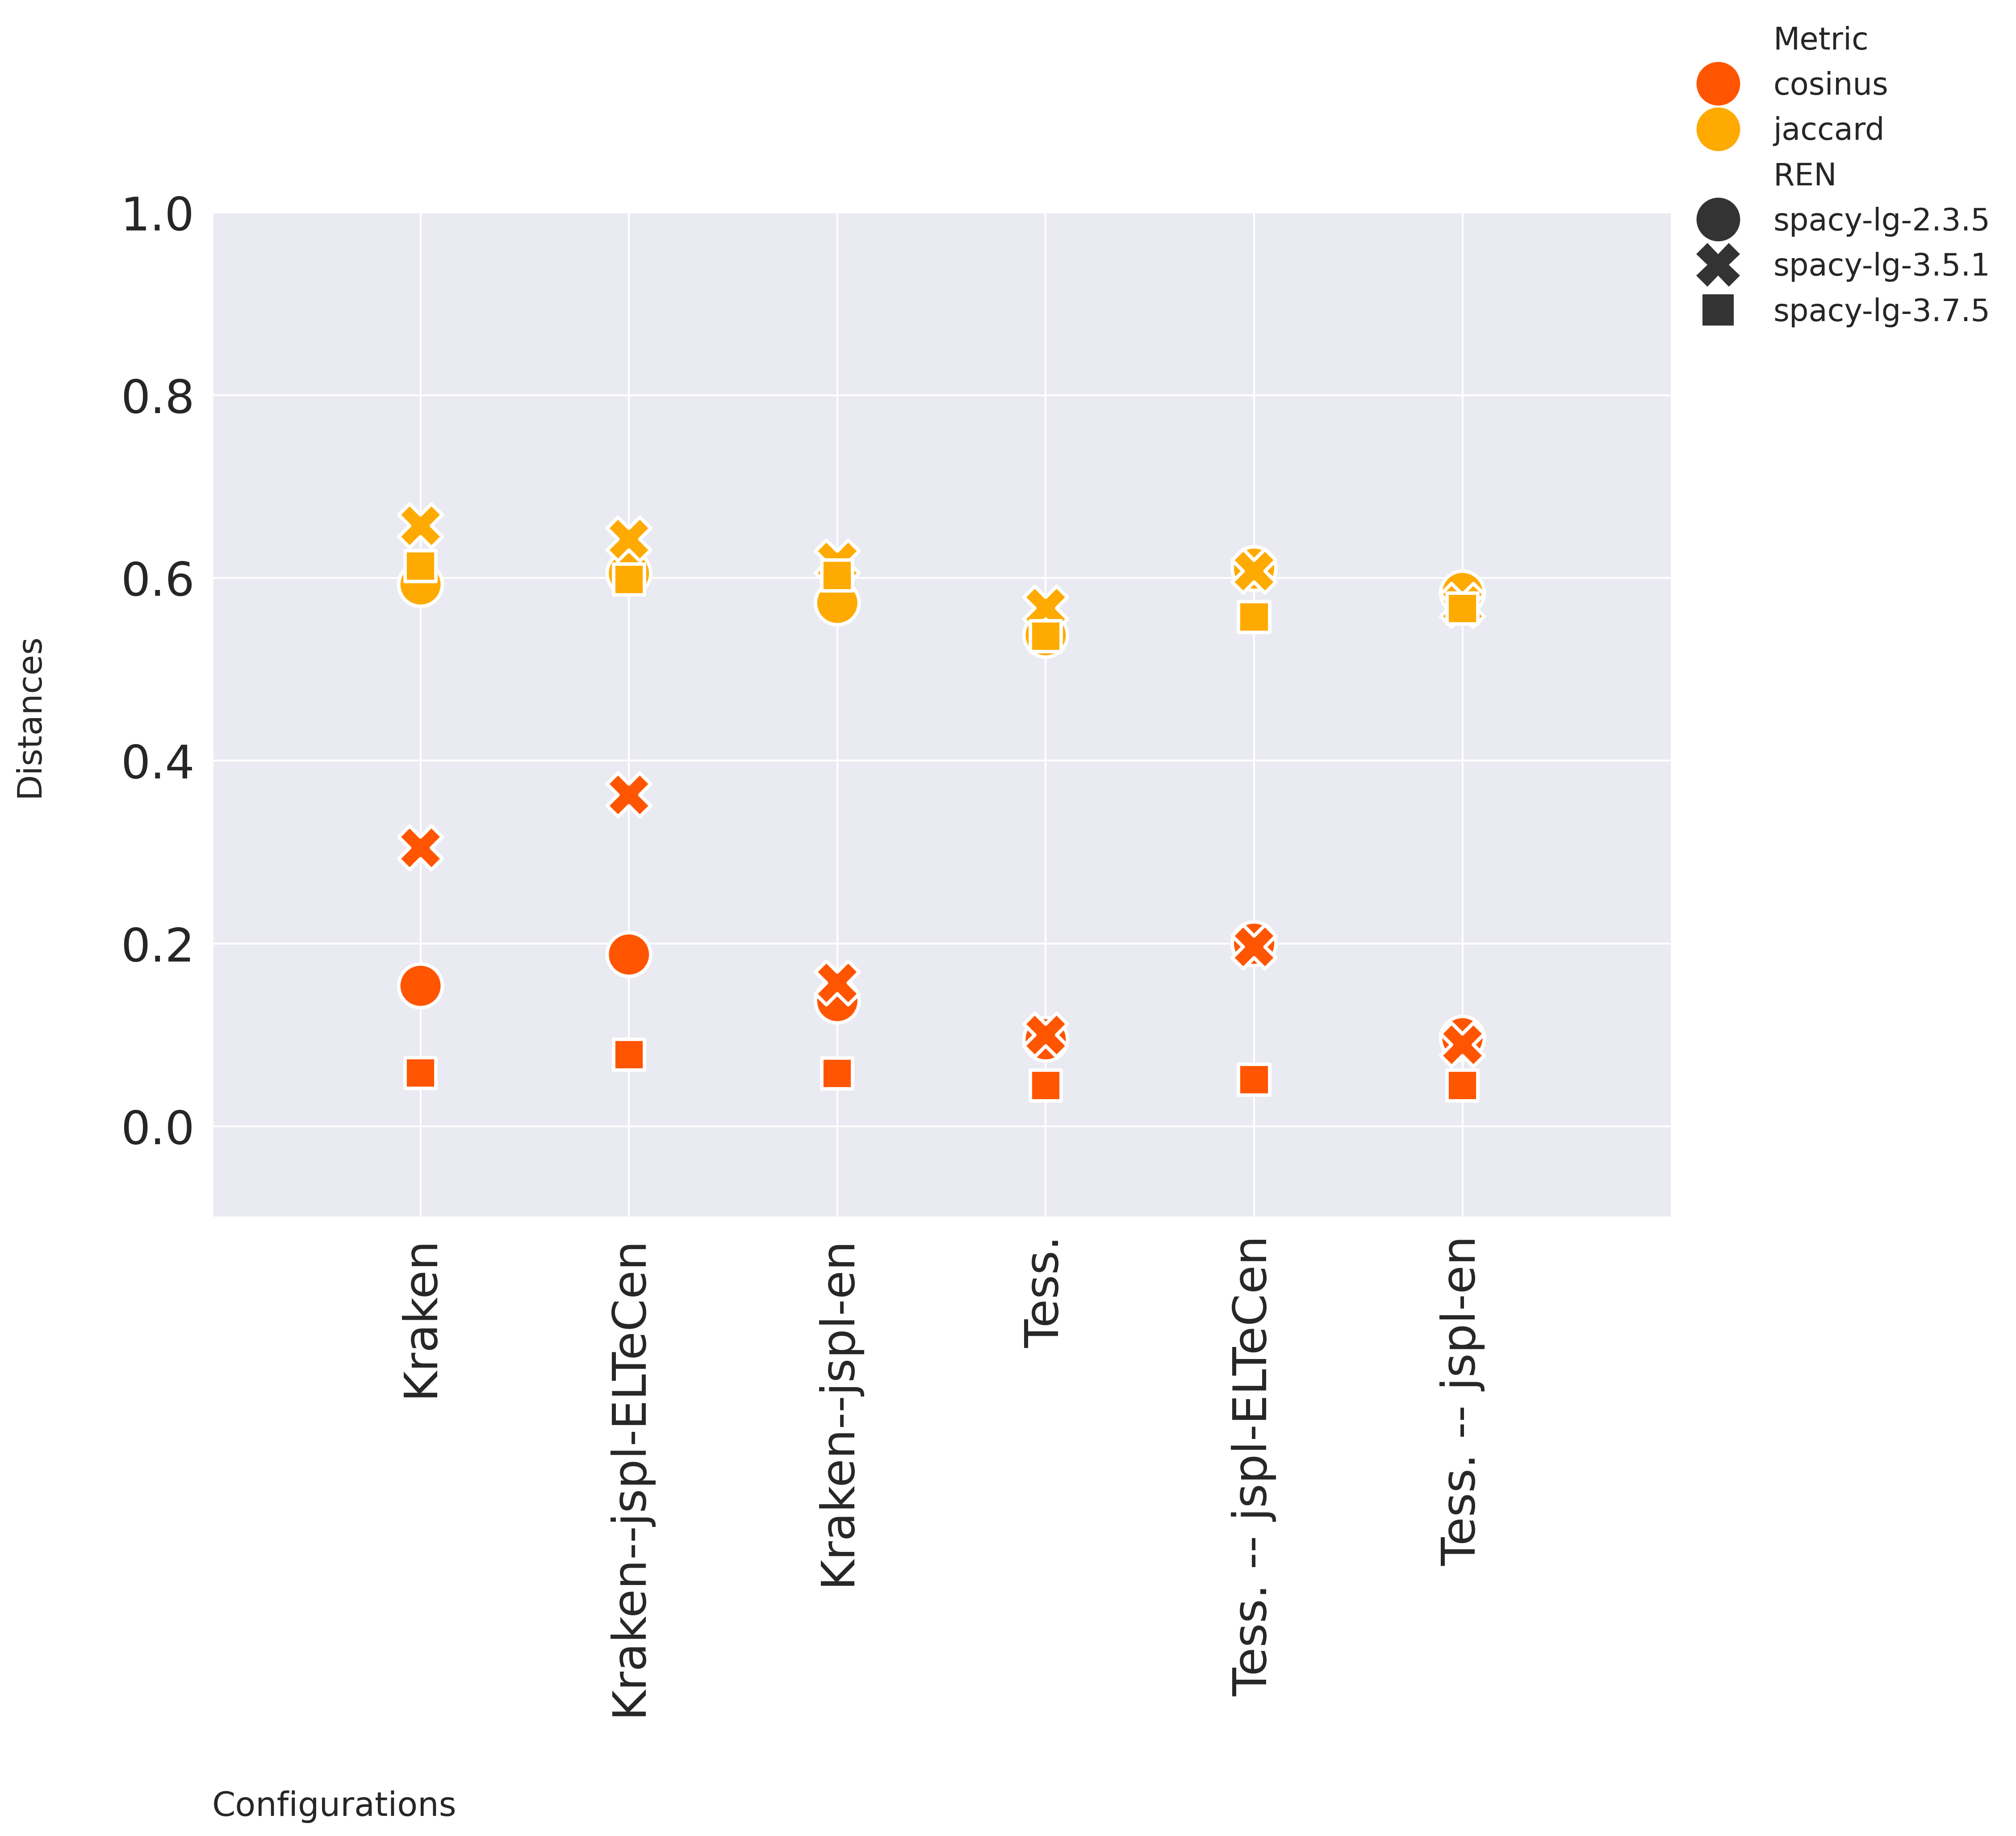 Metric
cosinus
jaccard
REN
spacy-lg-2.3.5
spacy-lg-3.5.1
spacy-lg-3.7.5
1.0
0.8
0.6
0.4
0.2
0.0
Distances
Kraken
Kraken--jspl-ELTeCen
Kraken--jspl-en
Tess.
Tess. -- jspl-ELTeCen
Tess. -- jspl-en
Configurations